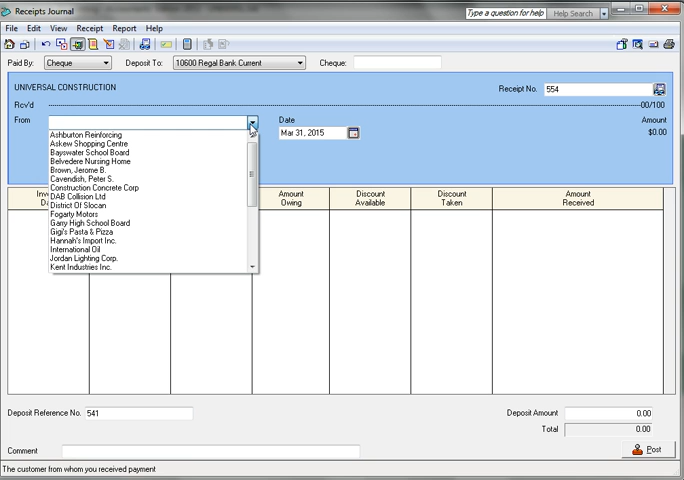 Receipts Journal
Type a question for help
Help Search
File Edit View Receipt Report Help
Paid By: Cheque Deposit To: 10600 Regal Bank Current Cheque:
UNIVERSAL CONSTRUCTION
Receipt No. 554
Rcv'd 00/100
From Date Amount
Mar 31, 2015 $0.00
Ashburton Reinforcing
Askew Shopping Centre
Bayswater School Board
Belvedere Nursing Home
Brown, Jerome B.
Cavendish, Peter S.
Construction Concrete Corp
DAB Collision Ltd
District Of Slocan
Fogarty Motors
Garry High School Board
Gigi's Pasta & Pizza
Hannah's Import Inc.
International Oil
Jordan Lighting Corp.
Kent Industries Inc.
Amount Owing
Discount Available
Discount Taken
Amount Received
Deposit Reference No. 541
Deposit Amount 0.00
Total 0.00
Comment
Post
The customer from whom you received payment